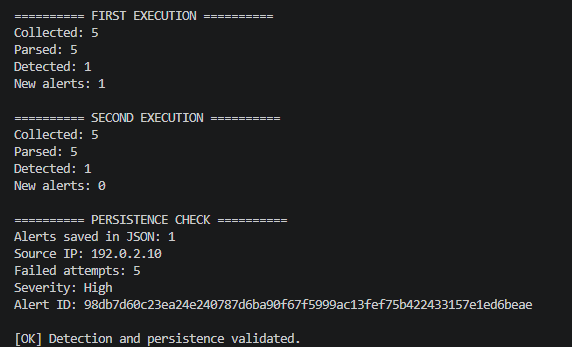 ========== FIRST EXECUTION ==========
Collected: 5
Parsed: 5
Detected: 1
New alerts: 1
========== SECOND EXECUTION ==========
Collected: 5
Parsed: 5
Detected: 1
New alerts: 0
========== PERSISTENCE CHECK ==========
Alerts saved in JSON: 1
Source IP: 192.0.2.10
Failed attempts: 5
Severity: High
Alert ID: 98db7d60c23ea24e240787d6ba90f67f5999ac13fef75b422433157e1ed6beae
[OK] Detection and persistence validated.